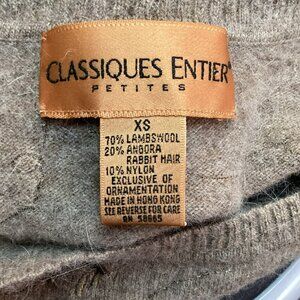 CLASSIQUES ENTIER®
PETITES
XS
70% LAMBSWOOL
20% ANGORA
RABBIT HAIR
10% NYLON
EXCLUSIVE OF
ORNAMENTATION
MADE IN HONG KONG
SEE REVERSE FOR CARE
RN 58665